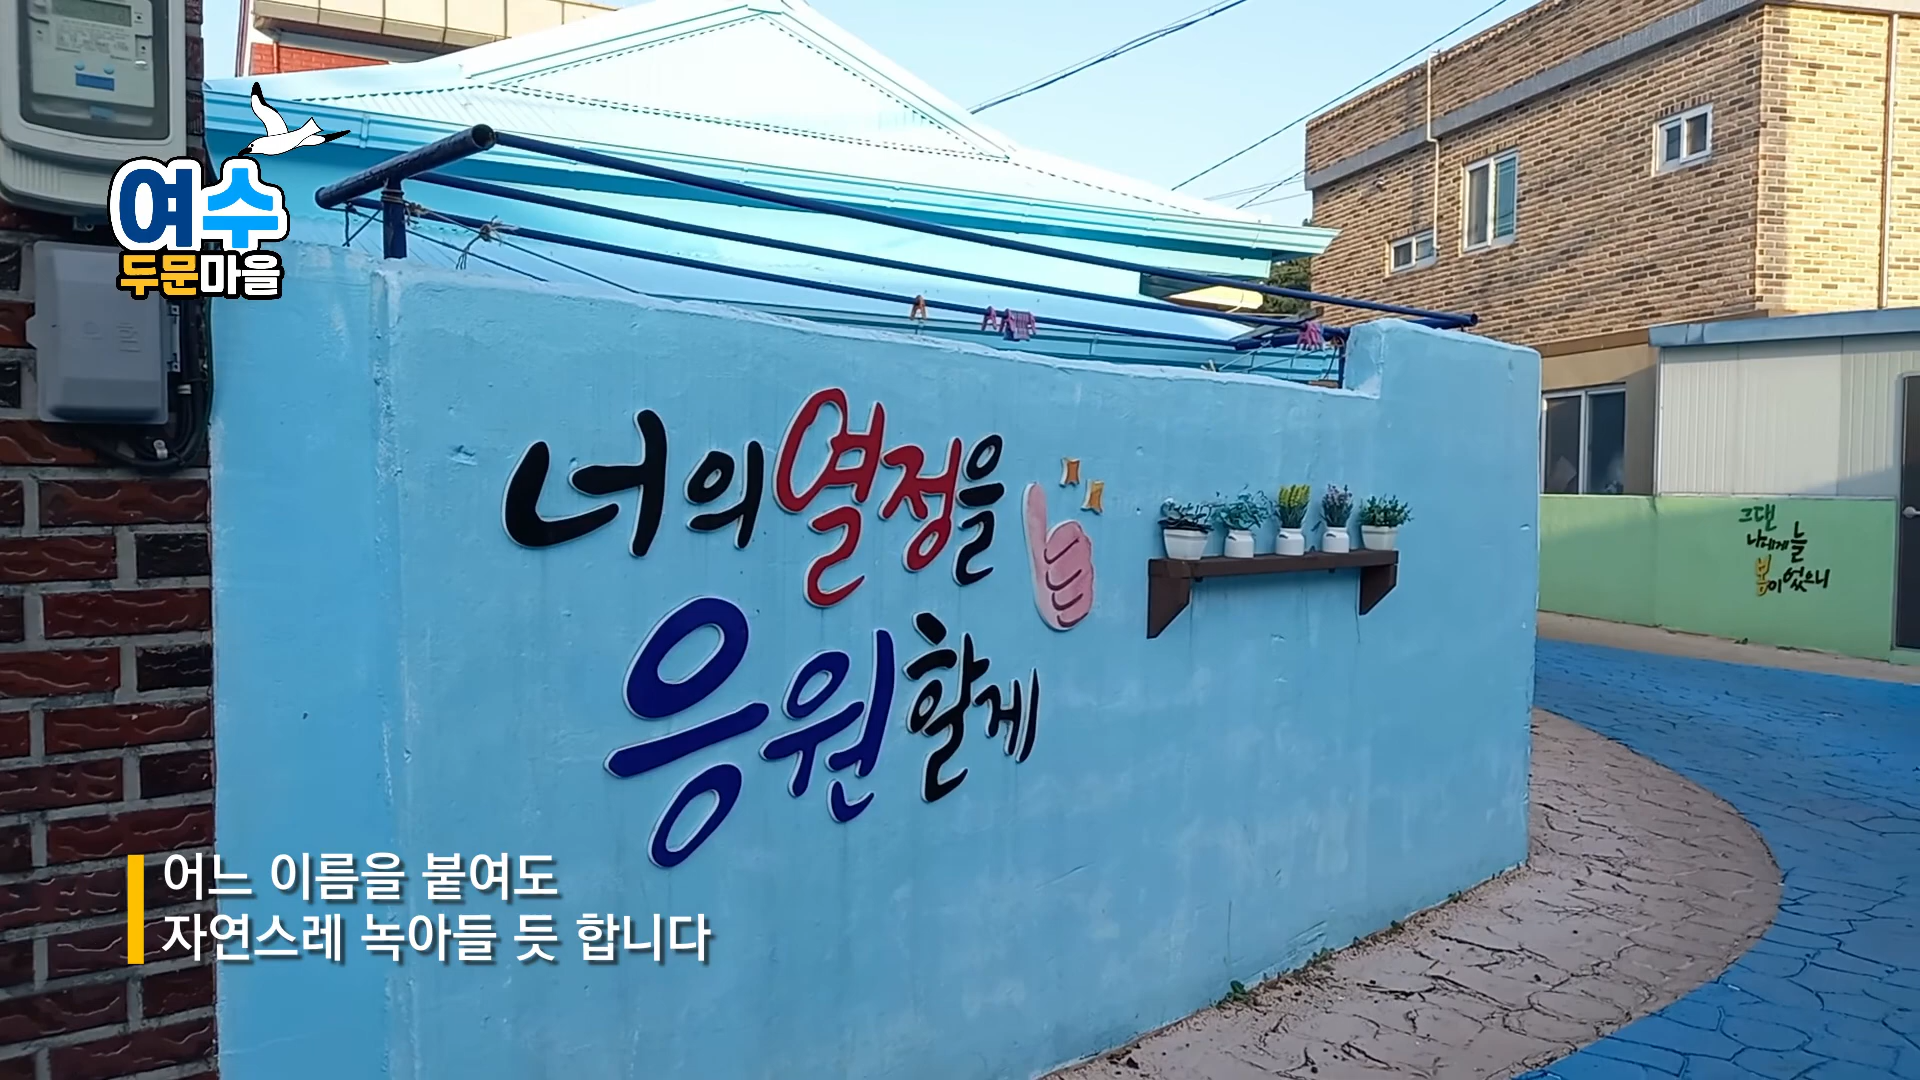 여수
두문마을
너의 열정을
응원할게
그댄
나에게 늘
봄이었으니
어느 이름을 붙여도
자연스레 녹아들 듯 합니다